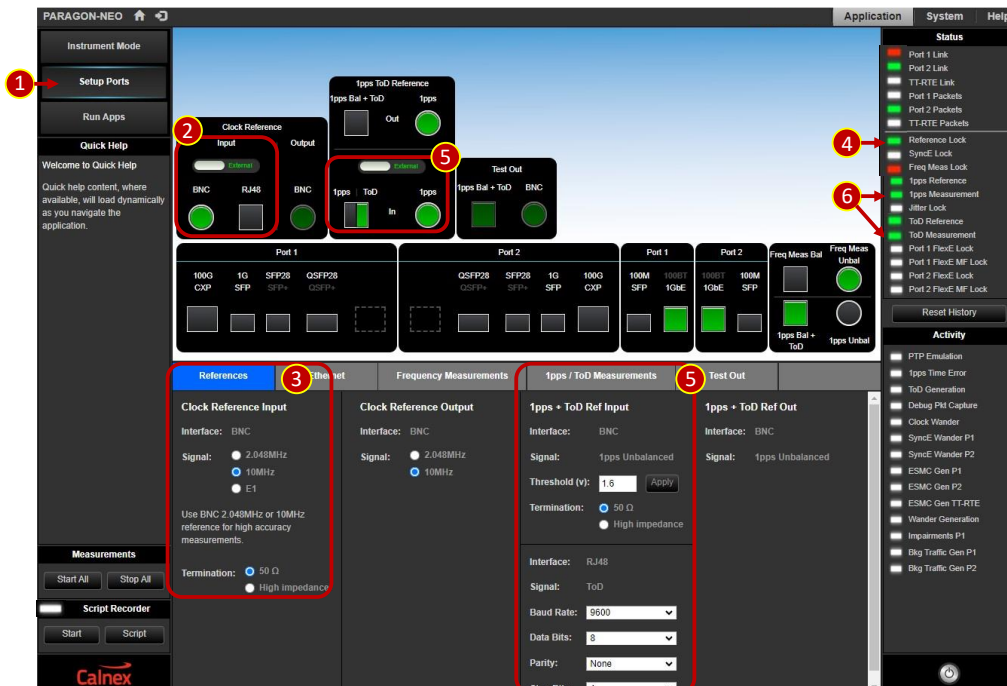 PARAGON-NEO
Application System Help
Instrument Mode
Setup Ports
Run Apps
Quick Help
Welcome to Quick Help
Quick help content, where
available, will load dynamically
as you navigate the
application.
Measurements
Start All Stop All
Script Recorder
Start Script
Calnex
1
2
Clock Reference
Input Output
External
BNC RJ48 BNC
1pps ToD Reference
1pps Bal + ToD 1pps
Out
External
5
1pps ToD 1pps
In
Test Out
1pps Bal + ToD BNC
Port 1
100G 1G SFP28 QSFP28
CXP SFP SFP+ QSFP+
Port 2
QSFP28 SFP28 1G 100G
QSFP+ SFP+ SFP CXP
Port 1
100M 100BT
SFP 1GbE
Port 2
100BT 100M
1GbE SFP
Freq Meas Bal Freq Meas
Unbal
1pps Bal +
ToD
1pps Unbal
References 3 Ethernet Frequency Measurements 1pps / ToD Measurements 5 Test Out
Clock Reference Input
Interface: BNC
Signal: 2.048MHz
10MHz
E1
Use BNC 2.048MHz or 10MHz
reference for high accuracy
measurements.
Termination: 50 Ω
High impedance
Clock Reference Output
Interface: BNC
Signal: 2.048MHz
10MHz
1pps + ToD Ref Input
Interface: BNC
Signal: 1pps Unbalanced
Threshold (v): 1.6 Apply
Termination: 50 Ω
High impedance
Interface: RJ48
Signal: ToD
Baud Rate: 9600
Data Bits: 8
Parity: None
1pps + ToD Ref Out
Interface: BNC
Signal: 1pps Unbalanced
Status
Port 1 Link
Port 2 Link
TT-RTE Link
Port 1 Packets
Port 2 Packets
TT-RTE Packets
4 Reference Lock
SyncE Lock
Freq Meas Lock
1pps Reference
6 1pps Measurement
Jitter Lock
ToD Reference
ToD Measurement
Port 1 FlexE Lock
Port 1 FlexE MF Lock
Port 2 FlexE Lock
Port 2 FlexE MF Lock
Reset History
Activity
PTP Emulation
1pps Time Error
ToD Generation
Debug Pkt Capture
Clock Wander
SyncE Wander P1
SyncE Wander P2
ESMC Gen P1
ESMC Gen P2
ESMC Gen TT-RTE
Wander Generation
Impairments P1
Bkg Traffic Gen P1
Bkg Traffic Gen P2